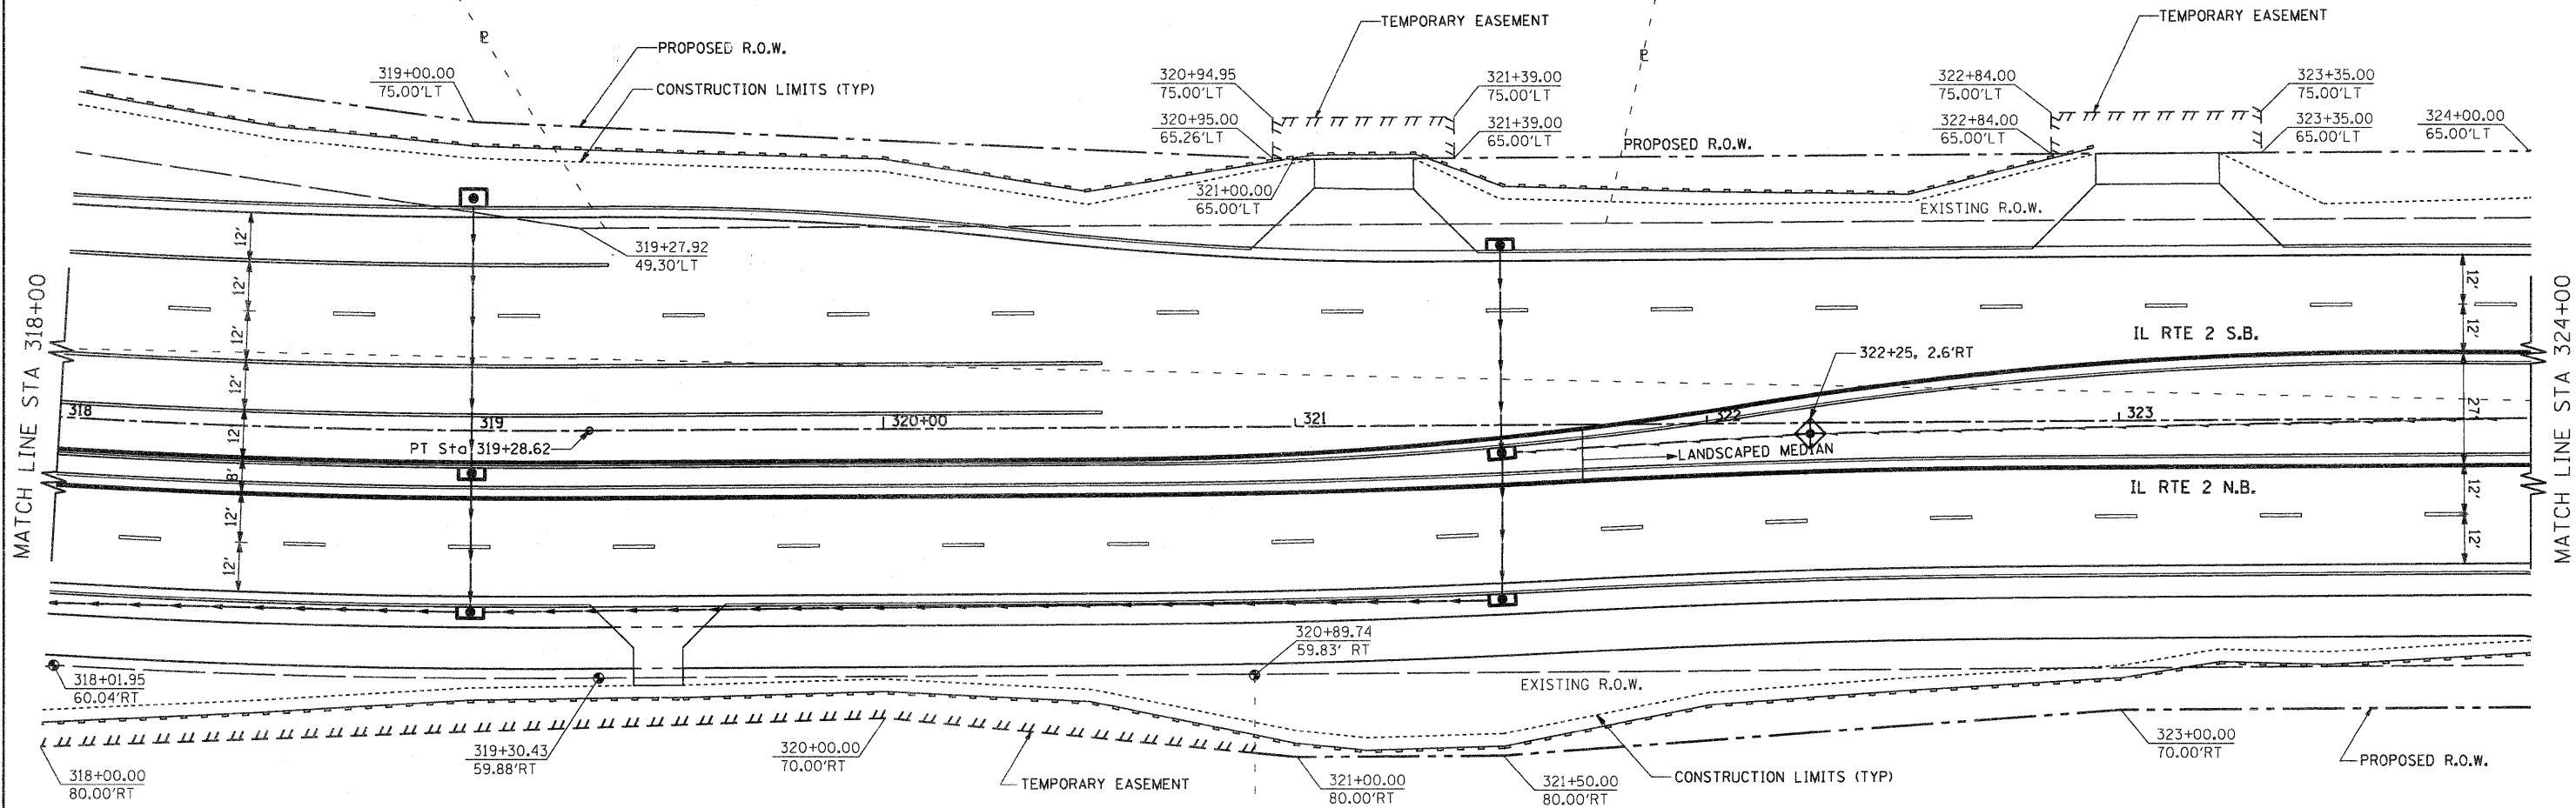 TEMPORARY EASEMENT
TEMPORARY EASEMENT
PROPOSED R.O.W.
CONSTRUCTION LIMITS (TYP)
319+00.00
75.00'LT
320+94.95
75.00'LT
320+95.00
65.26'LT
321+39.00
75.00'LT
321+39.00
65.00'LT
321+00.00
65.00'LT
PROPOSED R.O.W.
322+84.00
75.00'LT
322+84.00
65.00'LT
323+35.00
75.00'LT
323+35.00
65.00'LT
324+00.00
65.00'LT
EXISTING R.O.W.
319+27.92
49.30'LT
MATCH LINE STA 318+00
12'
12'
12'
12'
12'
8'
12'
12'
IL RTE 2 S.B.
322+25, 2.6'RT
318
319
320+00
321
322
323
PT Sta 319+28.62
LANDSCAPED MEDIAN
IL RTE 2 N.B.
12'
12'
27'
12'
12'
MATCH LINE STA 324+00
318+01.95
60.04'RT
320+89.74
59.83' RT
EXISTING R.O.W.
318+00.00
80.00'RT
319+30.43
59.88'RT
320+00.00
70.00'RT
TEMPORARY EASEMENT
321+00.00
80.00'RT
321+50.00
80.00'RT
CONSTRUCTION LIMITS (TYP)
323+00.00
70.00'RT
PROPOSED R.O.W.